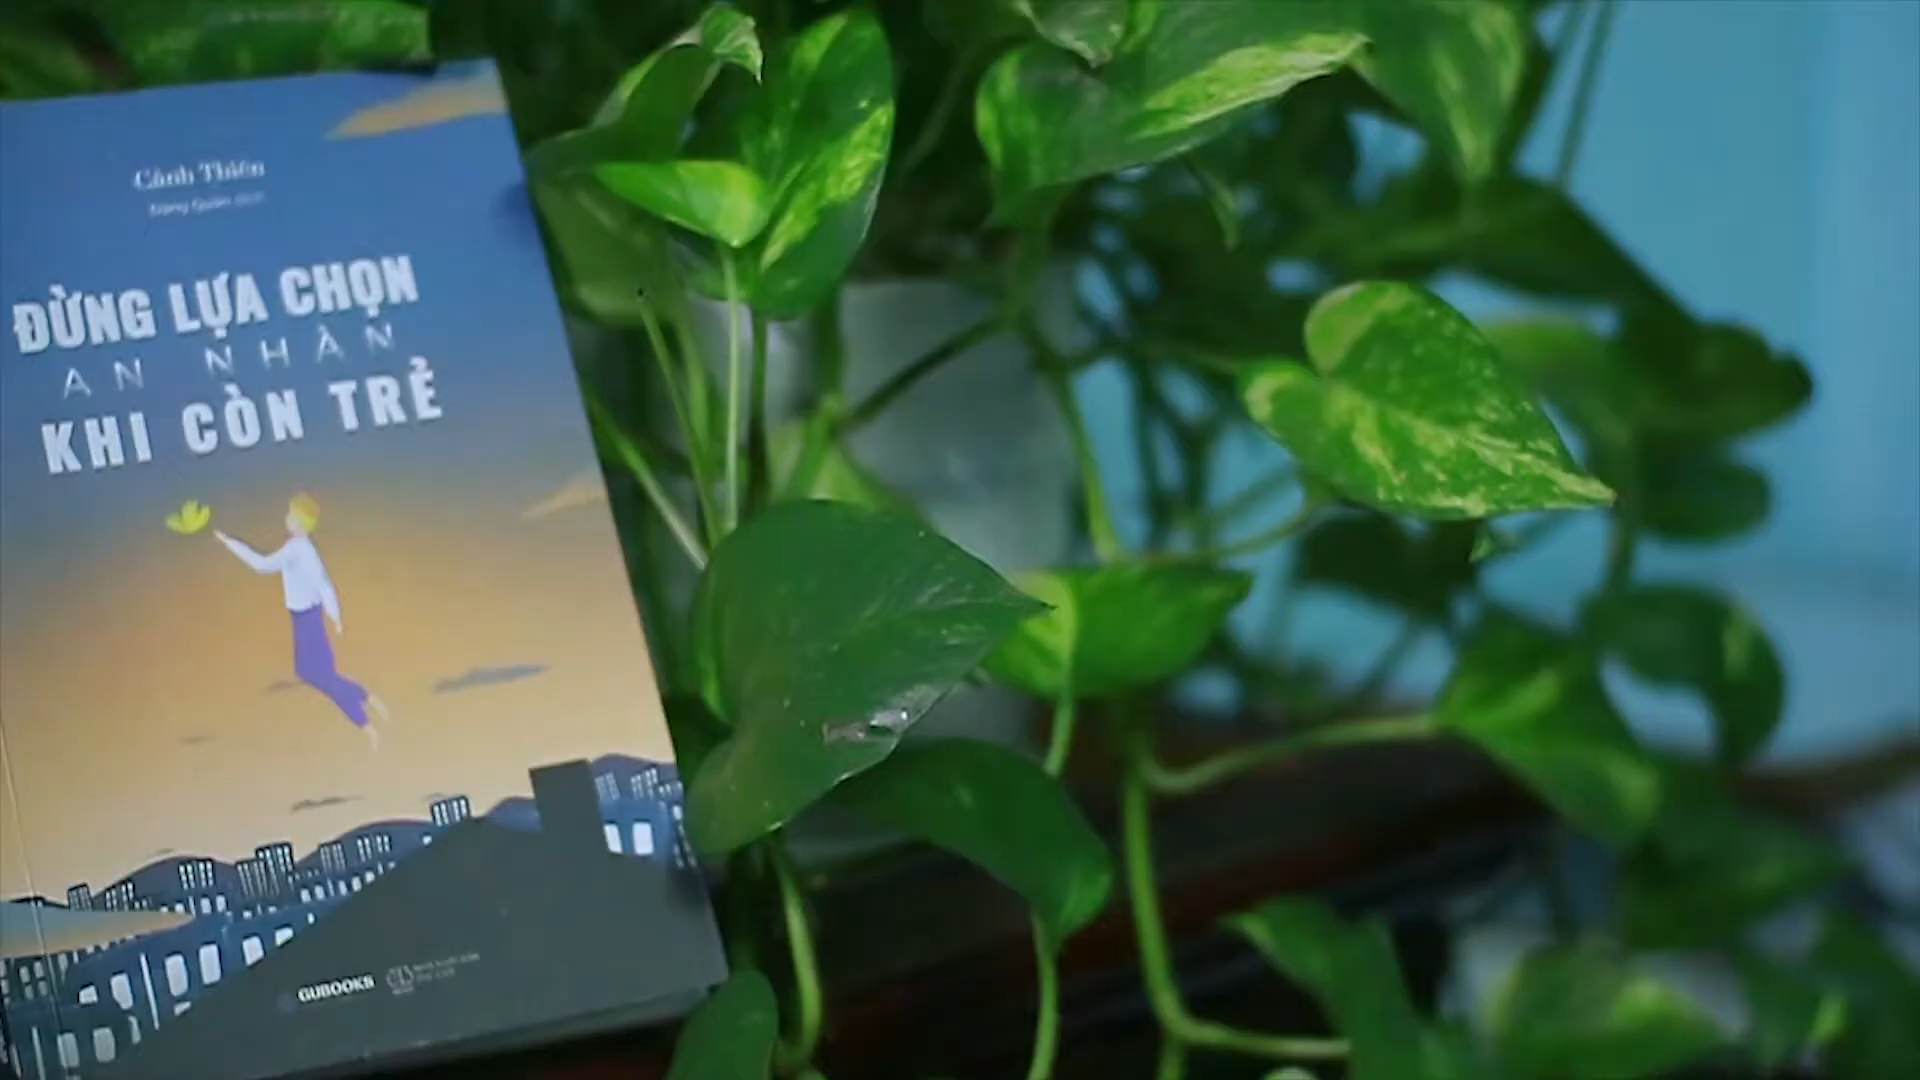 Cảnh Thiên
ĐỪNG LỰA CHỌN
AN NHÀN
KHI CÒN TRẺ
GUBOOKS